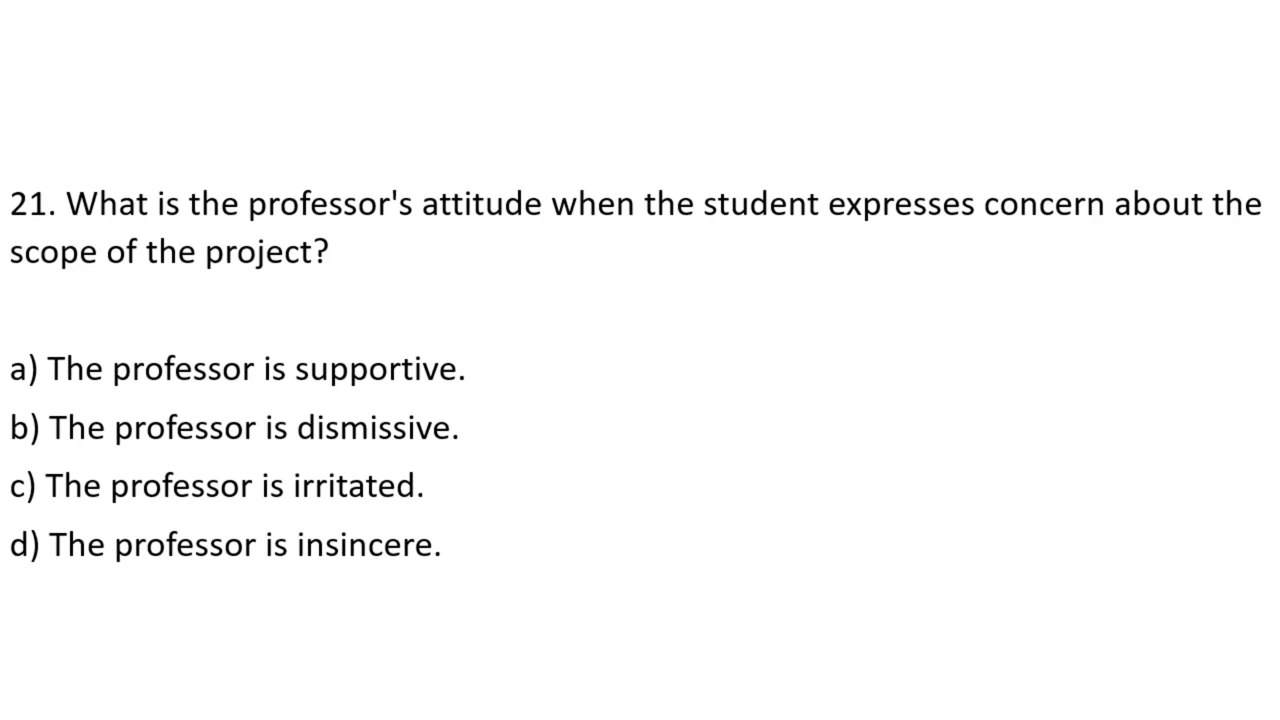 21. What is the professor's attitude when the student expresses concern about the
scope of the project?
a) The professor is supportive.
b) The professor is dismissive.
c) The professor is irritated.
d) The professor is insincere.